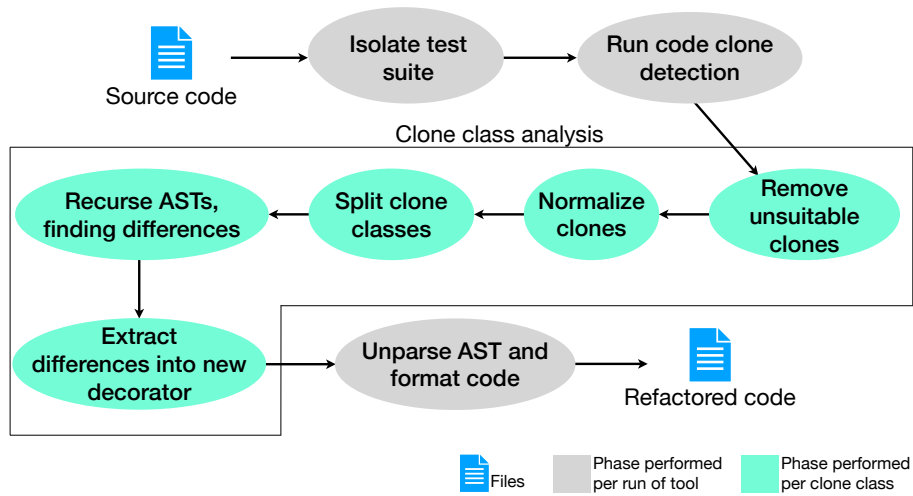 Source code
Isolate test
suite
Run code clone
detection
Clone class analysis
Recurse ASTs,
finding differences
Split clone
classes
Normalize
clones
Remove
unsuitable
clones
Extract
differences into new
decorator
Unparse AST and
format code
Refactored code
Files
Phase performed
per run of tool
Phase performed
per clone class